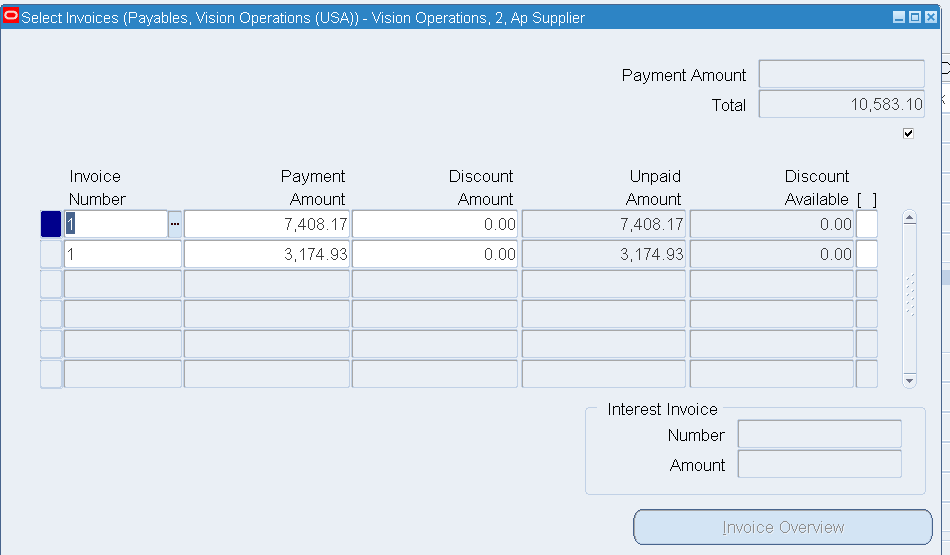 Select Invoices (Payables, Vision Operations (USA)) - Vision Operations, 2, Ap Supplier
Payment Amount
Total 10,583.10
Invoice Payment Discount Unpaid Discount
Number Amount Amount Amount Available [ ]
1 ... 7,408.17 0.00 7,408.17 0.00
1 3,174.93 0.00 3,174.93 0.00
Interest Invoice
Number
Amount
Invoice Overview